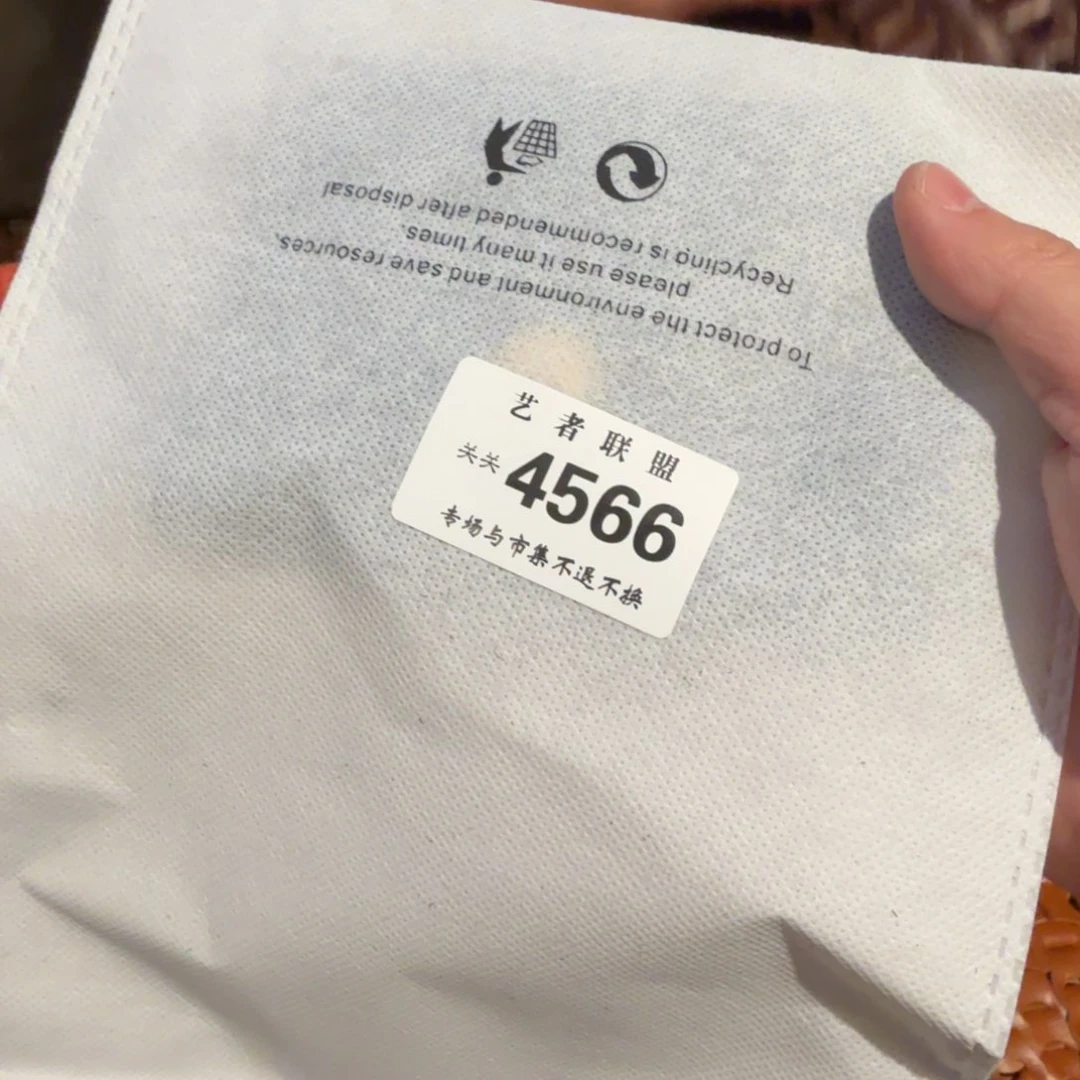 To protect the environment and save resources,
please use it many times.
Recycling is recommended after disposal
艺者联盟
关关 4566
专场与市集不退不换